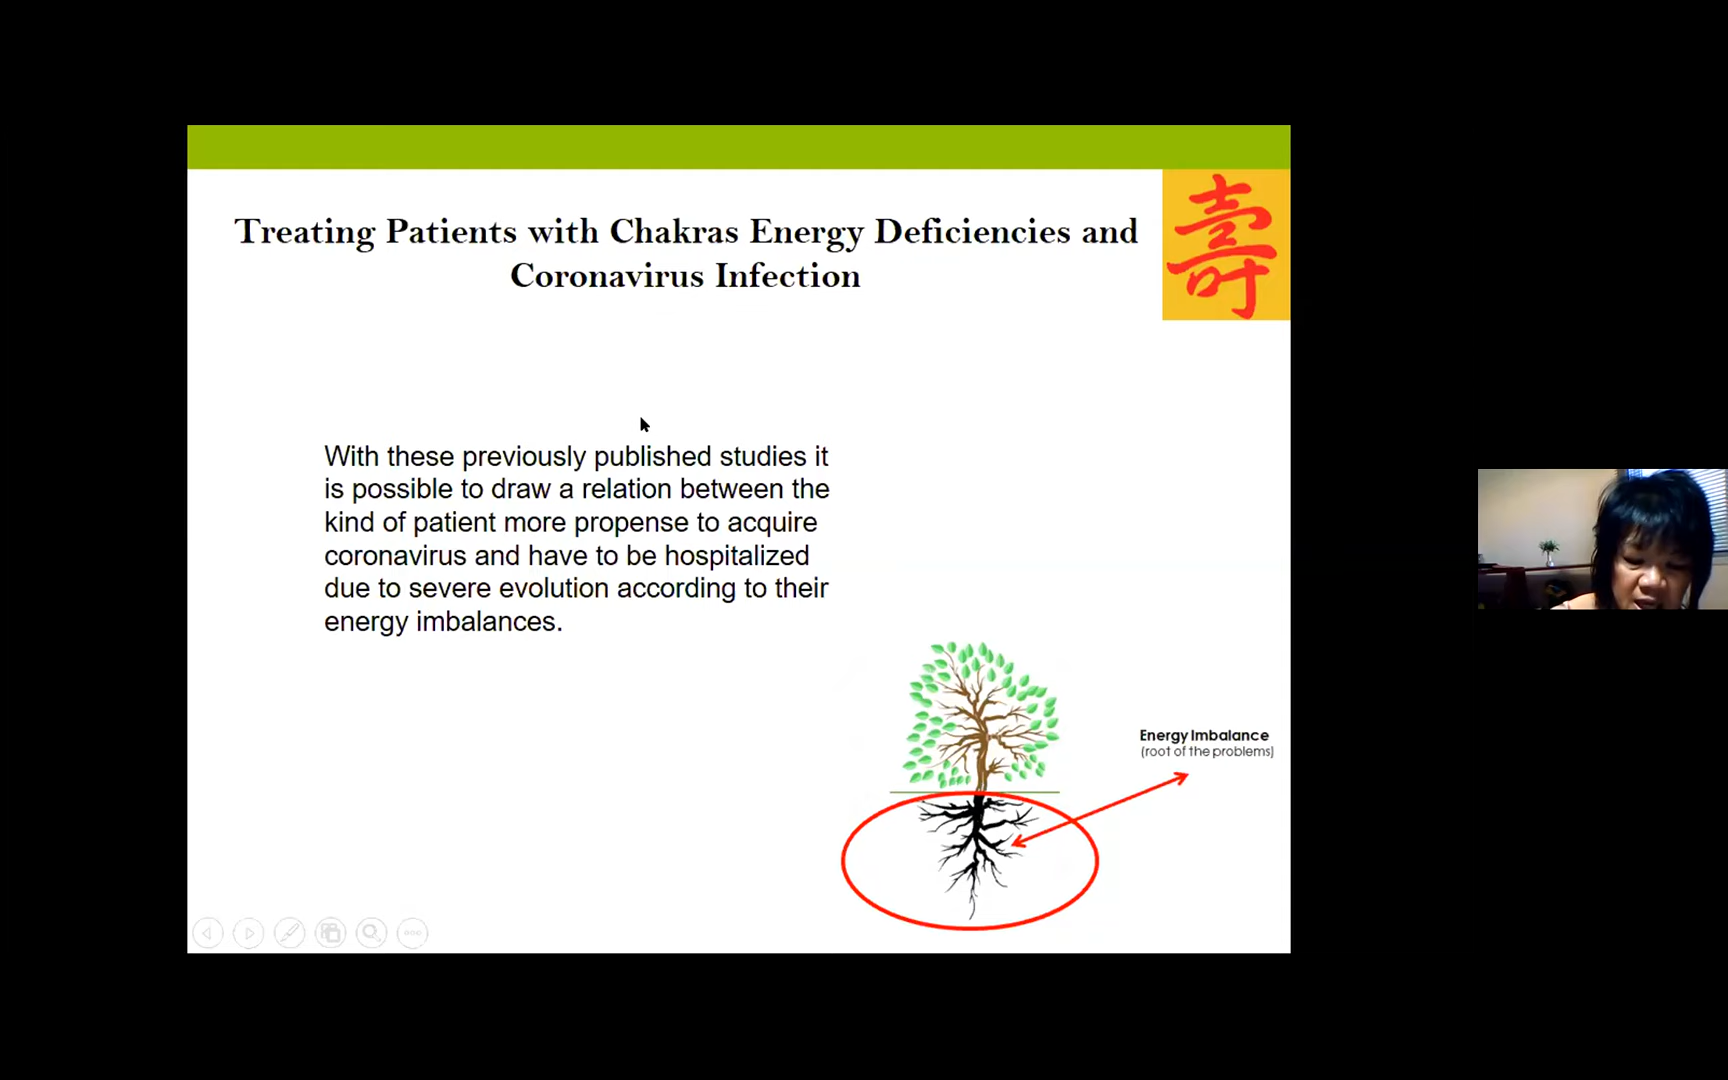 Treating Patients with Chakras Energy Deficiencies and
Coronavirus Infection
壽
With these previously published studies it
is possible to draw a relation between the
kind of patient more propense to acquire
coronavirus and have to be hospitalized
due to severe evolution according to their
energy imbalances.
Energy Imbalance
(root of the problems)